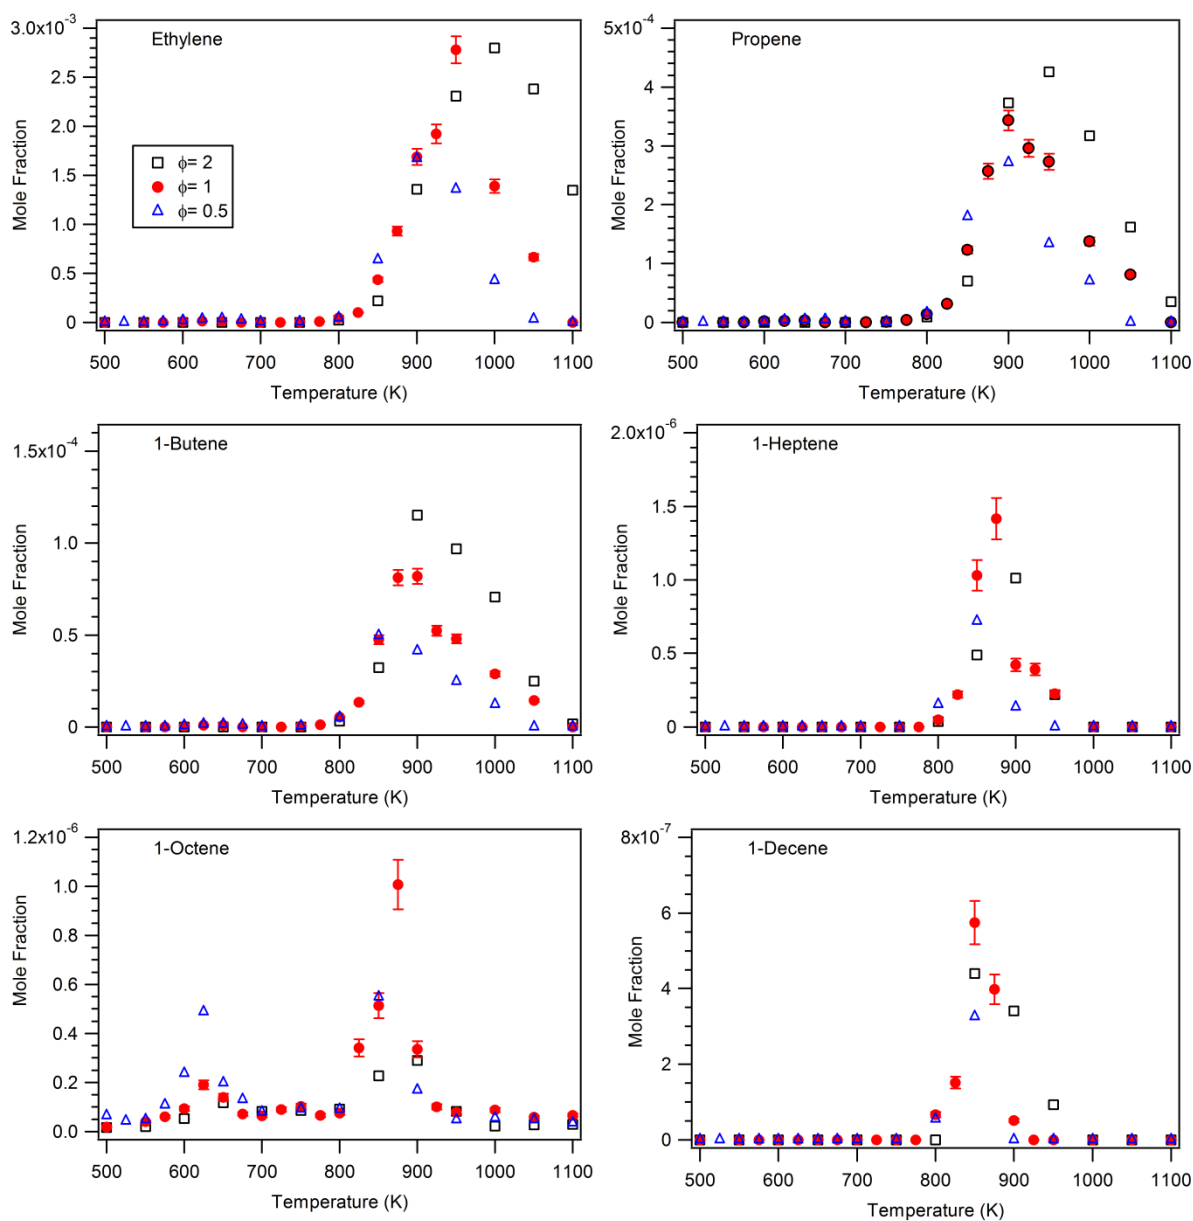 Ethylene
3.0x10⁻³
2.5
2.0
1.5
1.0
0.5
0
Mole Fraction
ϕ= 2
ϕ= 1
ϕ= 0.5
500 600 700 800 900 1000 1100
Temperature (K)
Propene
5x10⁻⁴
4
3
2
1
0
Mole Fraction
500 600 700 800 900 1000 1100
Temperature (K)
1-Butene
1.5x10⁻⁴
1.0
0.5
0
Mole Fraction
500 600 700 800 900 1000 1100
Temperature (K)
1-Heptene
2.0x10⁻⁶
1.5
1.0
0.5
0
Mole Fraction
500 600 700 800 900 1000 1100
Temperature (K)
1-Octene
1.2x10⁻⁶
1.0
0.8
0.6
0.4
0.2
0.0
Mole Fraction
500 600 700 800 900 1000 1100
Temperature (K)
1-Decene
8x10⁻⁷
6
4
2
0
Mole Fraction
500 600 700 800 900 1000 1100
Temperature (K)